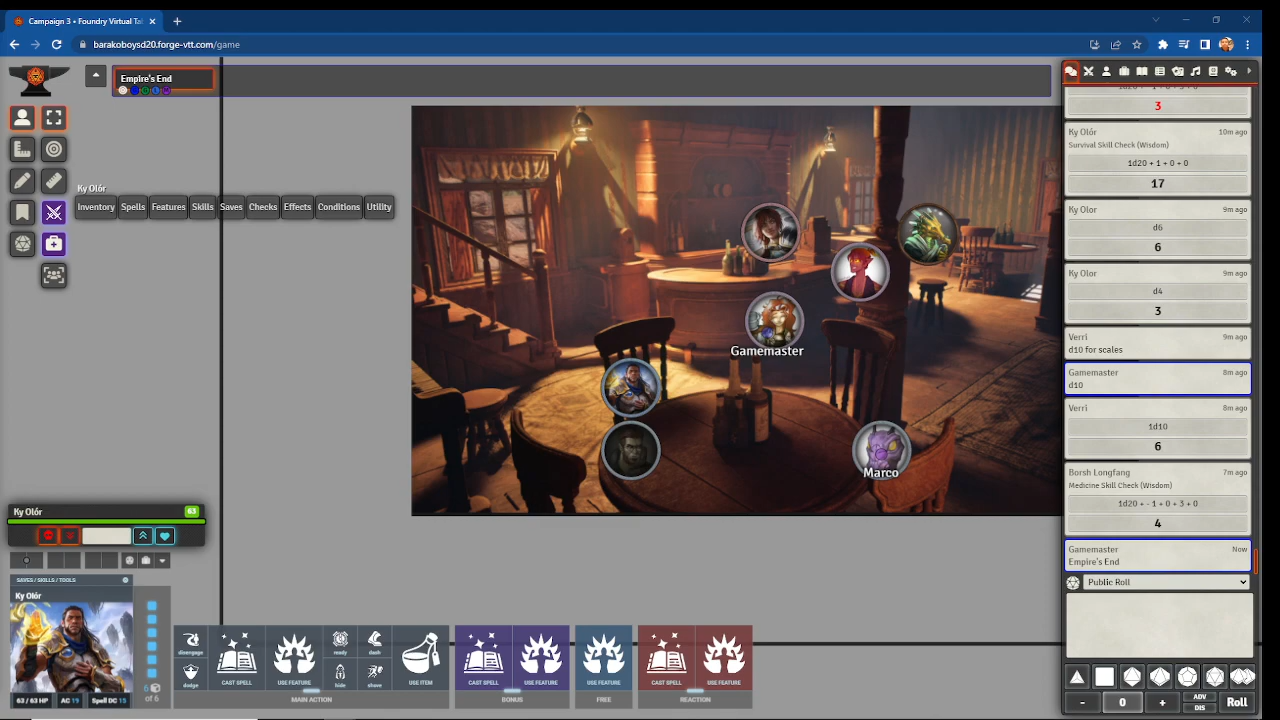 Campaign 3 • Foundry Virtual Tab
barakoboysd20.forge-vtt.com/game
Empire's End
Ky Olór
Inventory Spells Features Skills Saves Checks Effects Conditions Utility
Gamemaster
Marco
3
Ky Olór 10m ago
Survival Skill Check (Wisdom)
1d20 + 1 + 0 + 0
17
Ky Olor 9m ago
d6
6
Ky Olor 9m ago
d4
3
Verri 9m ago
d10 for scales
Gamemaster 8m ago
d10
Verri 8m ago
1d10
6
Borsh Longfang 7m ago
Medicine Skill Check (Wisdom)
1d20 + - 1 + 0 + 3 + 0
4
Gamemaster Now
Empire's End
Public Roll
- 0 + ADV DIS Roll
Ky Olór 63
SAVES / SKILLS / TOOLS
Ky Olór
63 / 63 HP AC 19 Spell DC 15
6
of 6
disengage dodge CAST SPELL USE FEATURE ready hide dash shove USE ITEM
MAIN ACTION
CAST SPELL USE FEATURE
BONUS
USE FEATURE
FREE
CAST SPELL USE FEATURE
REACTION